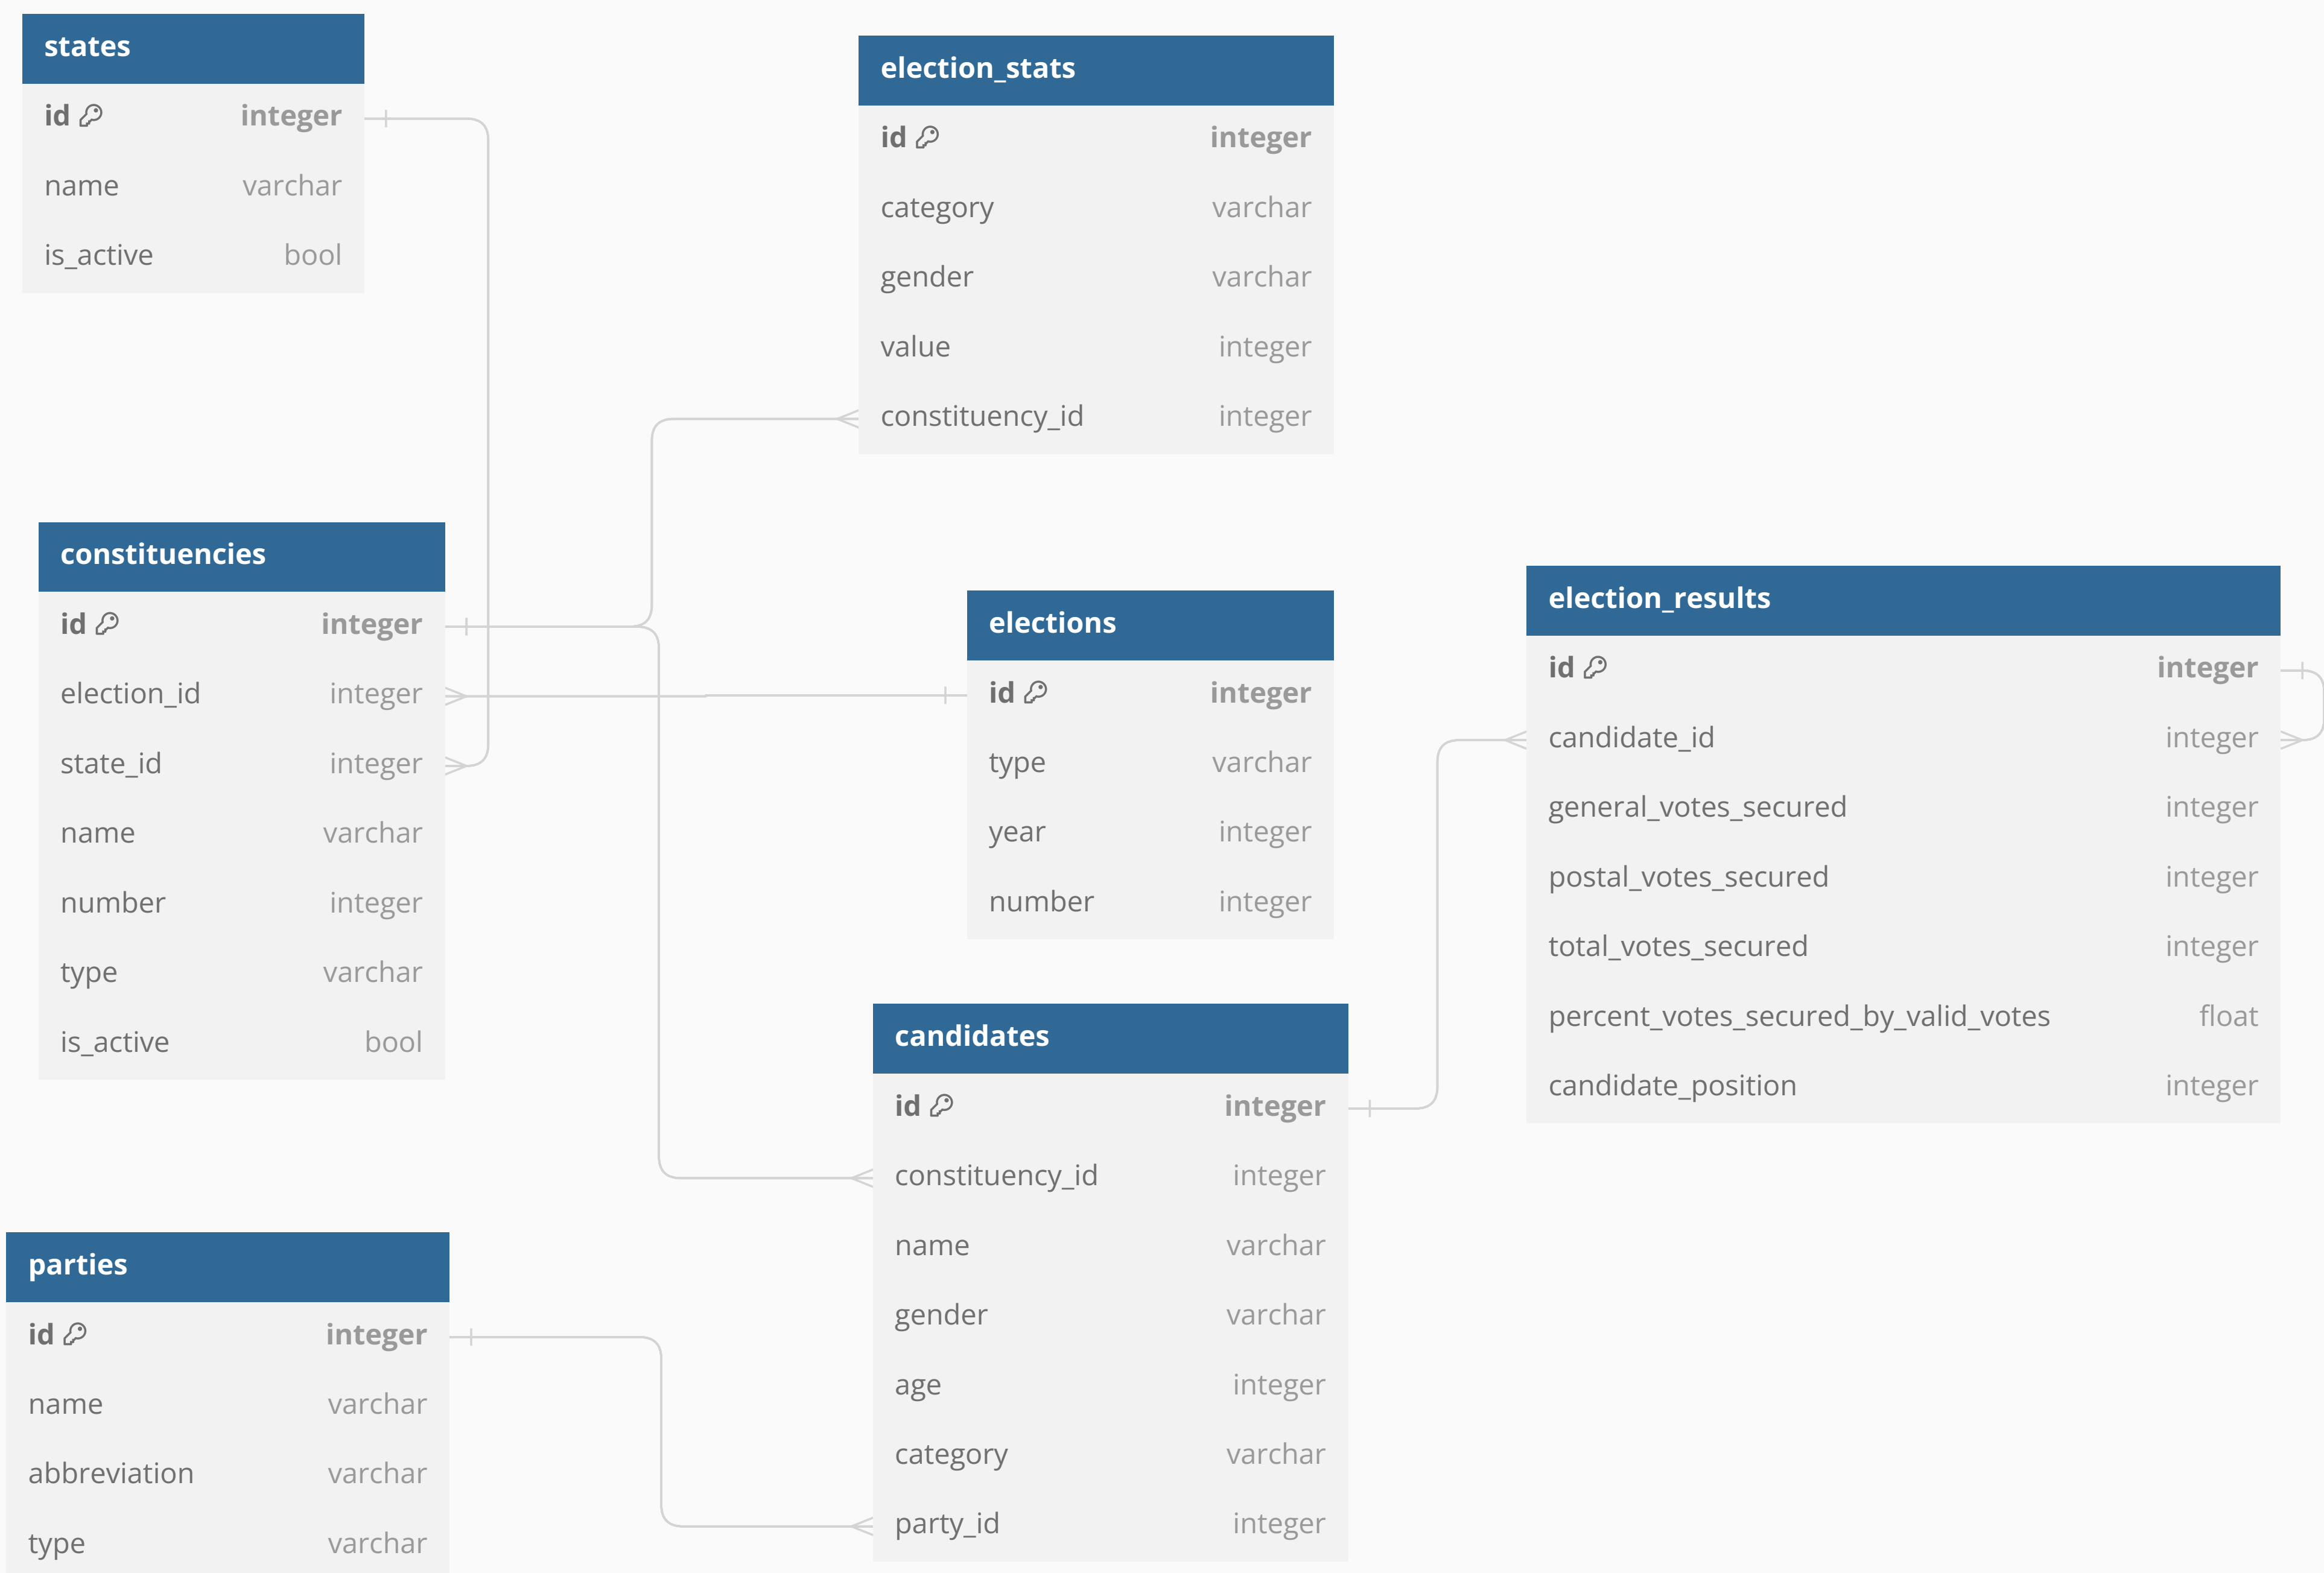 states
id integer
name varchar
is_active bool
election_stats
id integer
category varchar
gender varchar
value integer
constituency_id integer
constituencies
id integer
election_id integer
state_id integer
name varchar
number integer
type varchar
is_active bool
elections
id integer
type varchar
year integer
number integer
election_results
id integer
candidate_id integer
general_votes_secured integer
postal_votes_secured integer
total_votes_secured integer
percent_votes_secured_by_valid_votes float
candidate_position integer
candidates
id integer
constituency_id integer
name varchar
gender varchar
age integer
category varchar
party_id integer
parties
id integer
name varchar
abbreviation varchar
type varchar